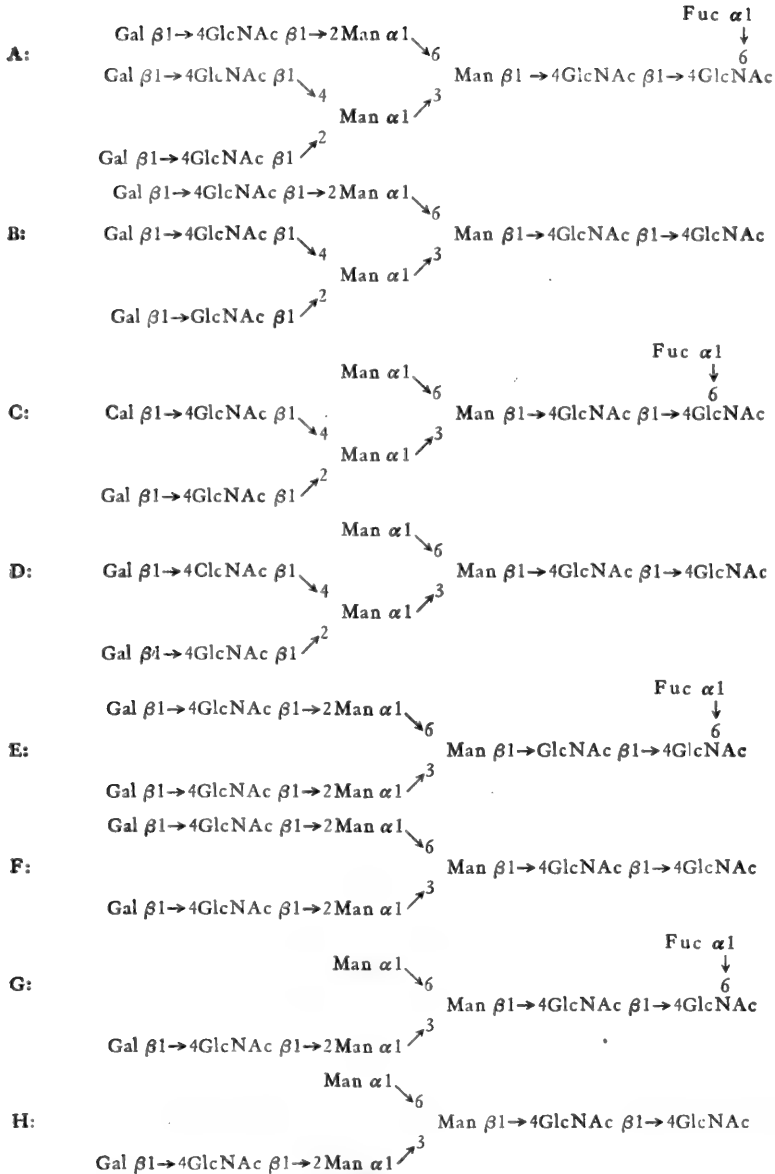 Fuc α1
↓
Gal β1→4GlcNAc β1→2Man α1↘6 6
A: Gal β1→4GlcNAc β1↘4 Man β1→4GlcNAc β1→4GlcNAc
Man α1↗3
Gal β1→4GlcNAc β1↗2
Gal β1→4GlcNAc β1→2Man α1↘6
B: Gal β1→4GlcNAc β1↘4 Man β1→4GlcNAc β1→4GlcNAc
Man α1↗3
Gal β1→GlcNAc β1↗2
Fuc α1
↓
Man α1↘6 6
C: Cal β1→4GlcNAc β1↘4 Man β1→4GlcNAc β1→4GlcNAc
Man α1↗3
Gal β1→4GlcNAc β1↗2
Man α1↘6
D: Gal β1→4ClcNAc β1↘4 Man β1→4GlcNAc β1→4GlcNAc
Man α1↗3
Gal β1→4GlcNAc β1↗2
Fuc α1
↓
Gal β1→4GlcNAc β1→2Man α1↘6 6
E: Man β1→GlcNAc β1→4GlcNAc
Gal β1→4GlcNAc β1→2Man α1↗3
Gal β1→4GlcNAc β1→2Man α1↘6
F: Man β1→4GlcNAc β1→4GlcNAc
Gal β1→4GlcNAc β1→2Man α1↗3
Fuc α1
↓
Man α1↘6 6
G: Man β1→4GlcNAc β1→4GlcNAc
Gal β1→4GlcNAc β1→2Man α1↗3
Man α1↘6
H: Man β1→4GlcNAc β1→4GlcNAc
Gal β1→4GlcNAc β1→2Man α1↗3